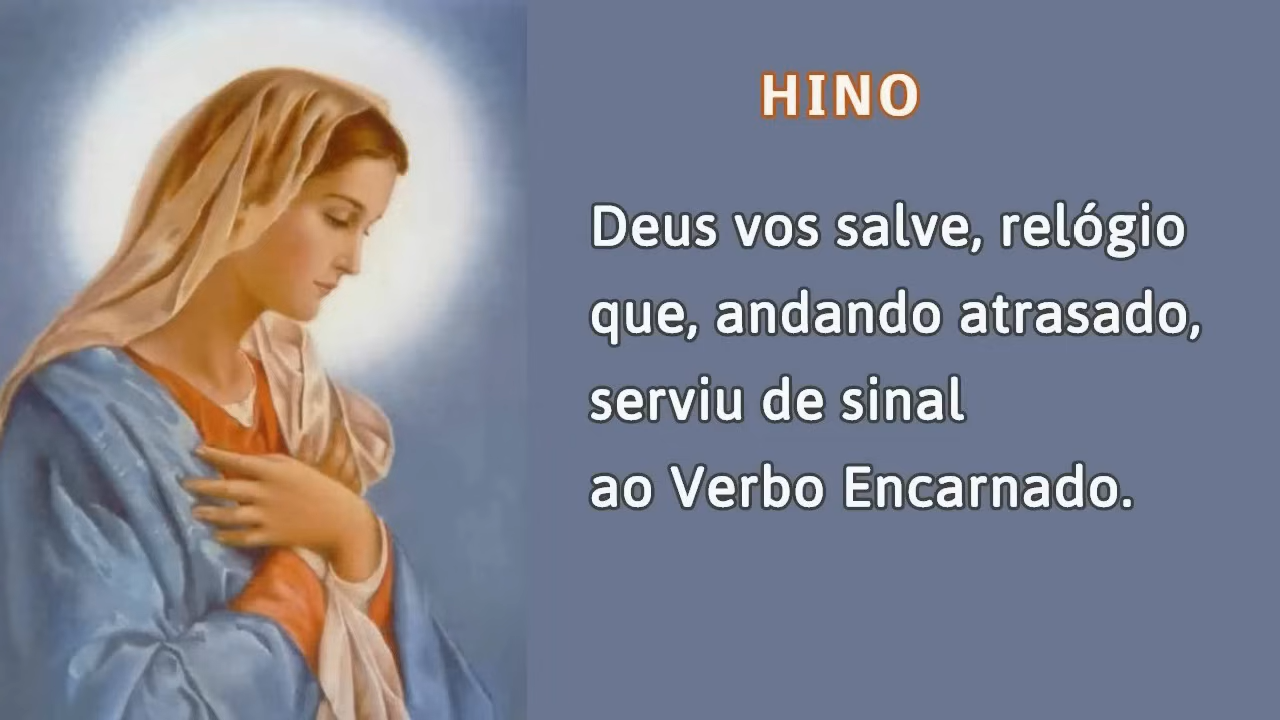 HINO
Deus vos salve, relógio
que, andando atrasado,
serviu de sinal
ao Verbo Encarnado.